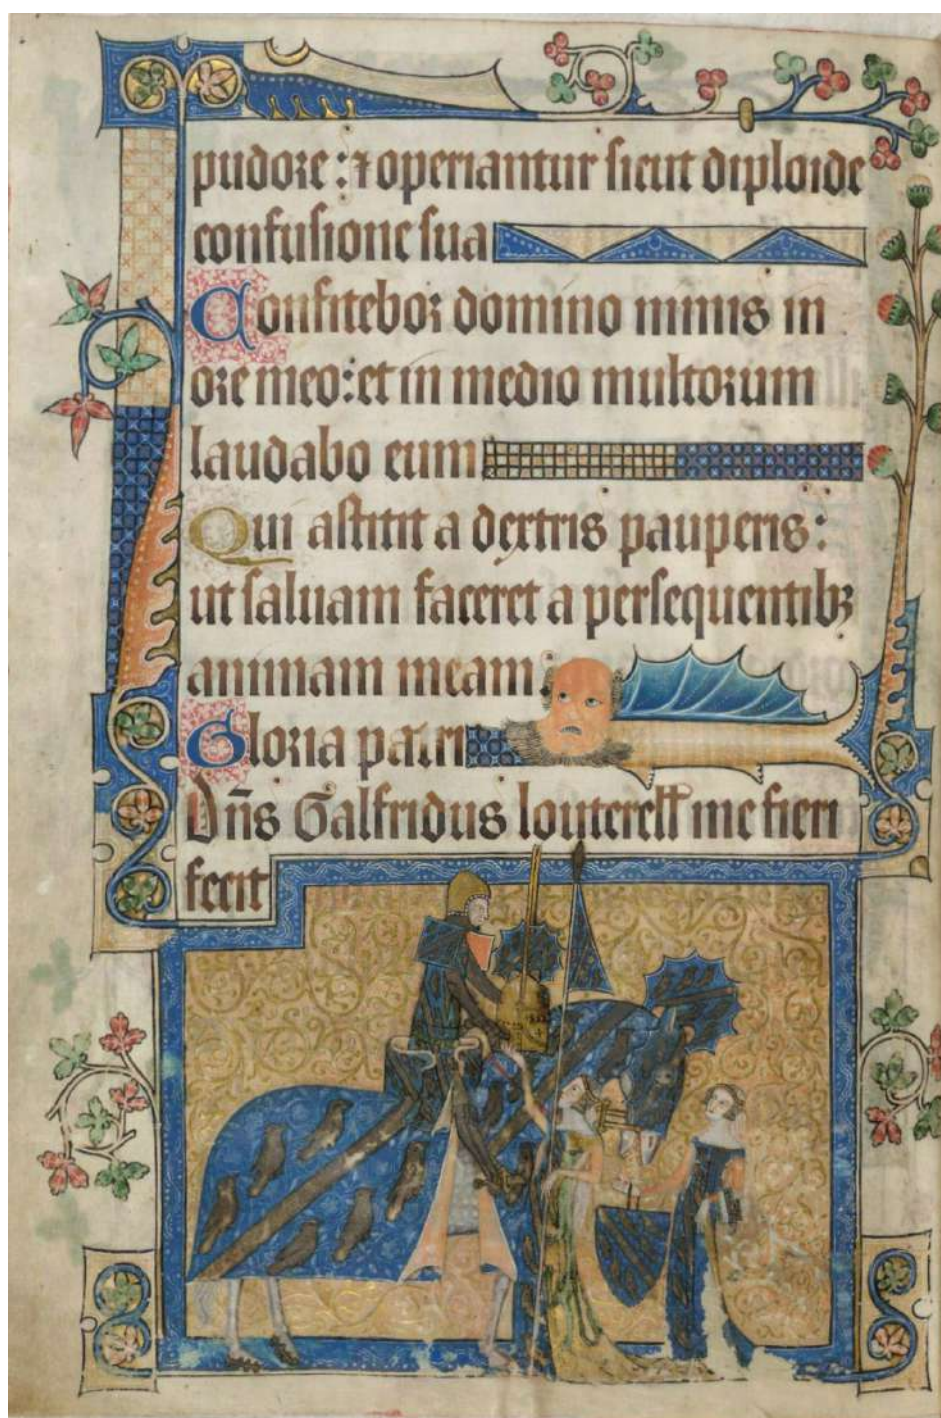 pudore : ⁊ operiantur sicut diploide
confusione sua
Confitebor domino nimis in
ore meo : et in medio multorum
laudabo eum
Qui astitit a dextris pauperis :
ut saluam faceret a persequentibꝫ
animam meam .
Gloria patri
Dñs Galfridus louterell me fieri
fecit